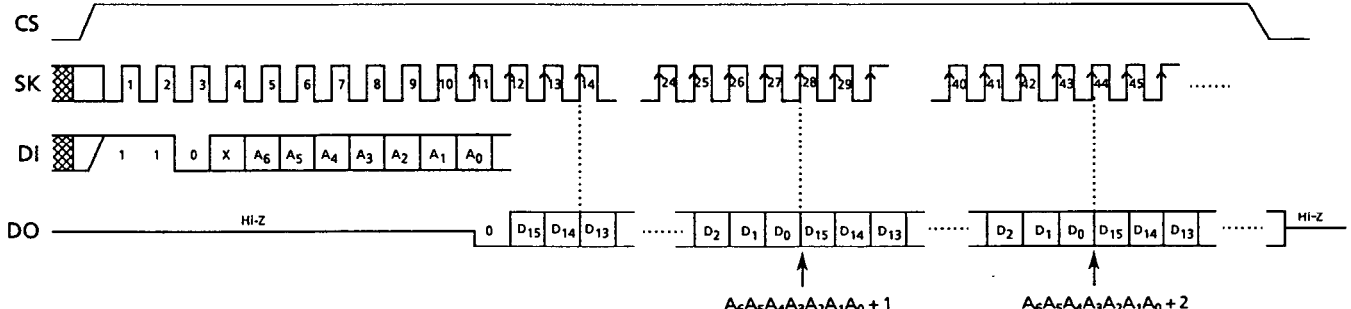 CS
SK 1 2 3 4 5 6 7 8 9 10 11 12 13 14 24 25 26 27 28 29 40 41 42 43 44 45
DI 1 1 0 X A6 A5 A4 A3 A2 A1 A0
DO Hi-Z 0 D15 D14 D13 D2 D1 D0 D15 D14 D13 D2 D1 D0 D15 D14 D13 Hi-Z
A6A5A4A3A2A1A0 + 1 A6A5A4A3A2A1A0 + 2